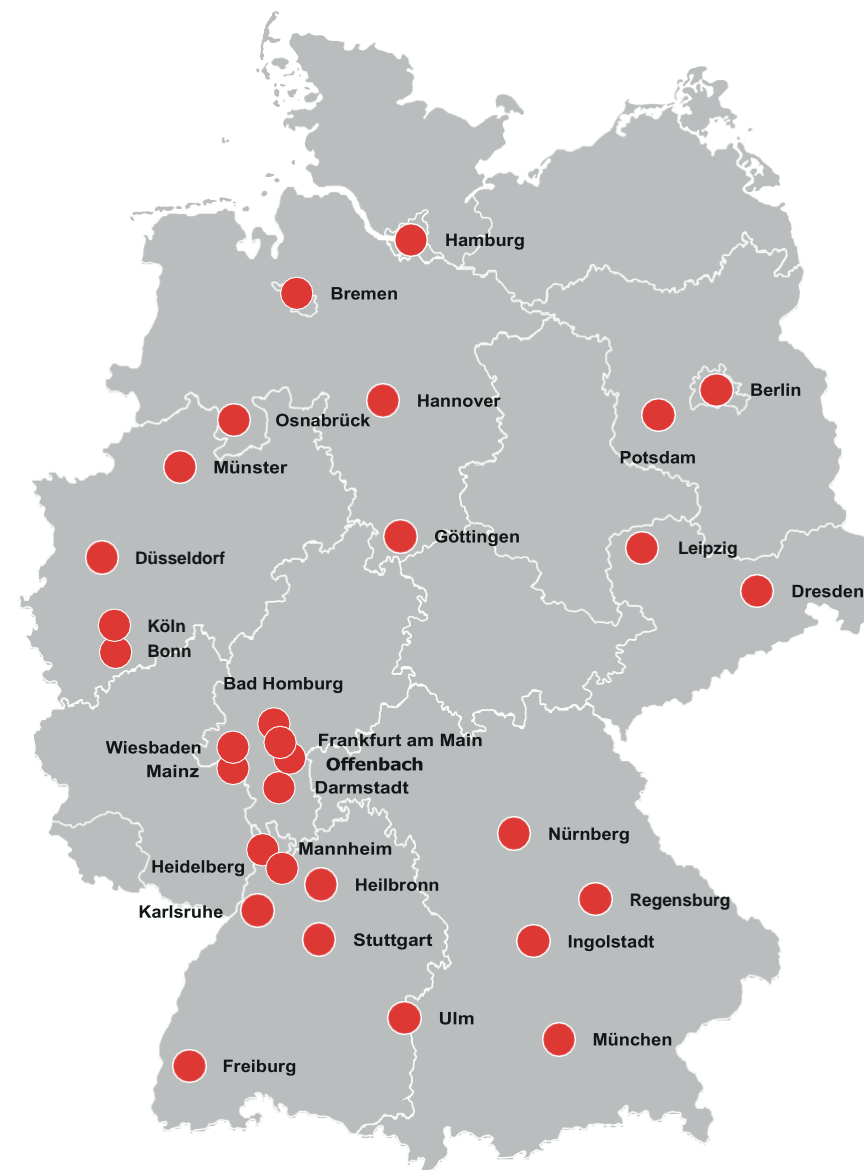 Hamburg
Bremen
Berlin
Hannover
Osnabrück
Potsdam
Münster
Göttingen
Leipzig
Düsseldorf
Dresden
Köln
Bonn
Bad Homburg
Frankfurt am Main
Wiesbaden
Offenbach
Mainz
Darmstadt
Nürnberg
Mannheim
Heidelberg
Heilbronn
Regensburg
Karlsruhe
Stuttgart
Ingolstadt
Ulm
München
Freiburg